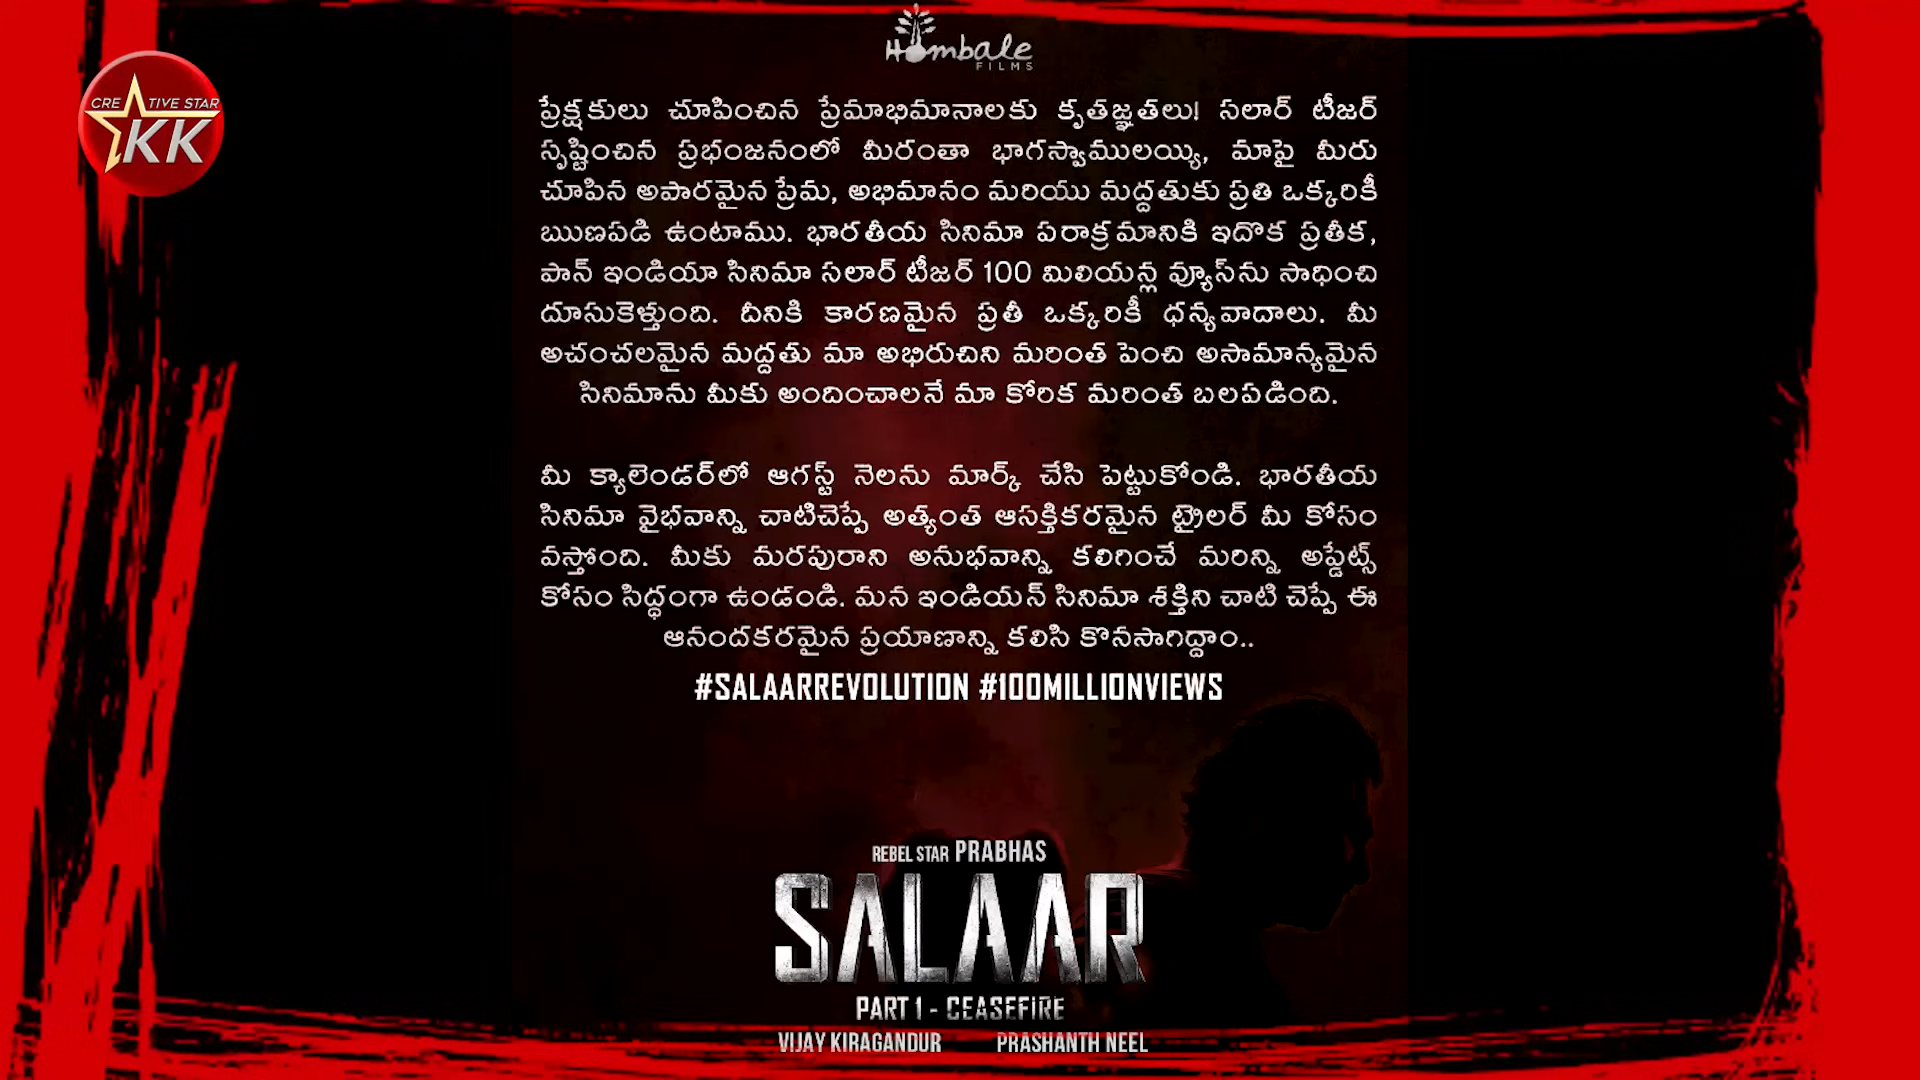 Hombale
FILMS
CREATIVE STAR
KK
ప్రేక్షకులు చూపించిన ప్రేమాభిమానాలకు కృతజ్ఞతలు! సలార్ టీజర్
సృష్టించిన ప్రభంజనంలో మీరంతా భాగస్వాములయ్యి, మాపై మీరు
చూపిన అపారమైన ప్రేమ, అభిమానం మరియు మద్దతుకు ప్రతి ఒక్కరికీ
ఋణపడి ఉంటాము. భారతీయ సినిమా పరాక్రమానికి ఇదొక ప్రతీక,
పాన్ ఇండియా సినిమా సలార్ టీజర్ 100 మిలియన్ల వ్యూస్‌ను సాధించి
దూసుకెళ్తుంది. దీనికి కారణమైన ప్రతీ ఒక్కరికీ ధన్యవాదాలు. మీ
అచంచలమైన మద్దతు మా అభిరుచిని మరింత పెంచి అసామాన్యమైన
సినిమాను మీకు అందించాలనే మా కోరిక మరింత బలపడింది.
మీ క్యాలెండర్‌లో ఆగస్ట్ నెలను మార్క్ చేసి పెట్టుకోండి. భారతీయ
సినిమా వైభవాన్ని చాటిచెప్పే అత్యంత ఆసక్తికరమైన ట్రైలర్ మీ కోసం
వస్తోంది. మీకు మరపురాని అనుభవాన్ని కలిగించే మరిన్ని అప్డేట్స్
కోసం సిద్ధంగా ఉండండి. మన ఇండియన్ సినిమా శక్తిని చాటి చెప్పే ఈ
ఆనందకరమైన ప్రయాణాన్ని కలిసి కొనసాగిద్దాం..
#SALAARREVOLUTION #100MILLIONVIEWS
REBEL STAR PRABHAS
SALAAR
PART 1 - CEASEFIRE
VIJAY KIRAGANDUR PRASHANTH NEEL